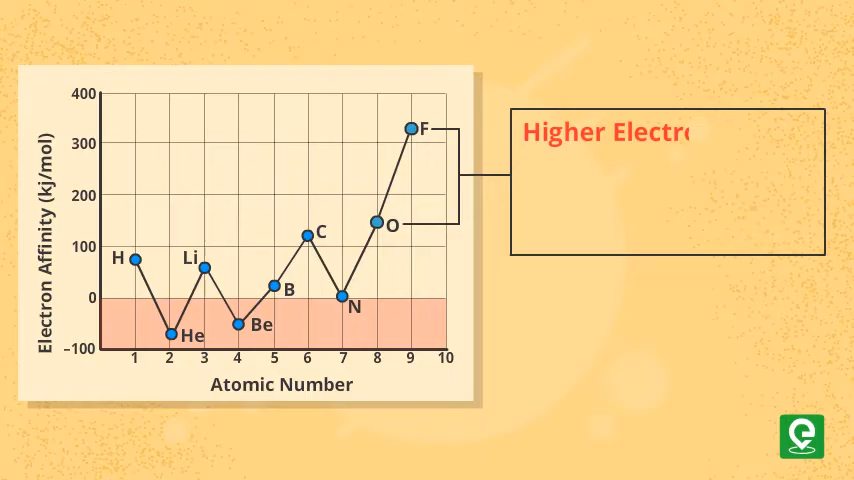 400
300
200
100
0
–100
Electron Affinity (kj/mol)
H
He
Li
Be
B
C
N
O
F
1 2 3 4 5 6 7 8 9 10
Atomic Number
Higher Electr